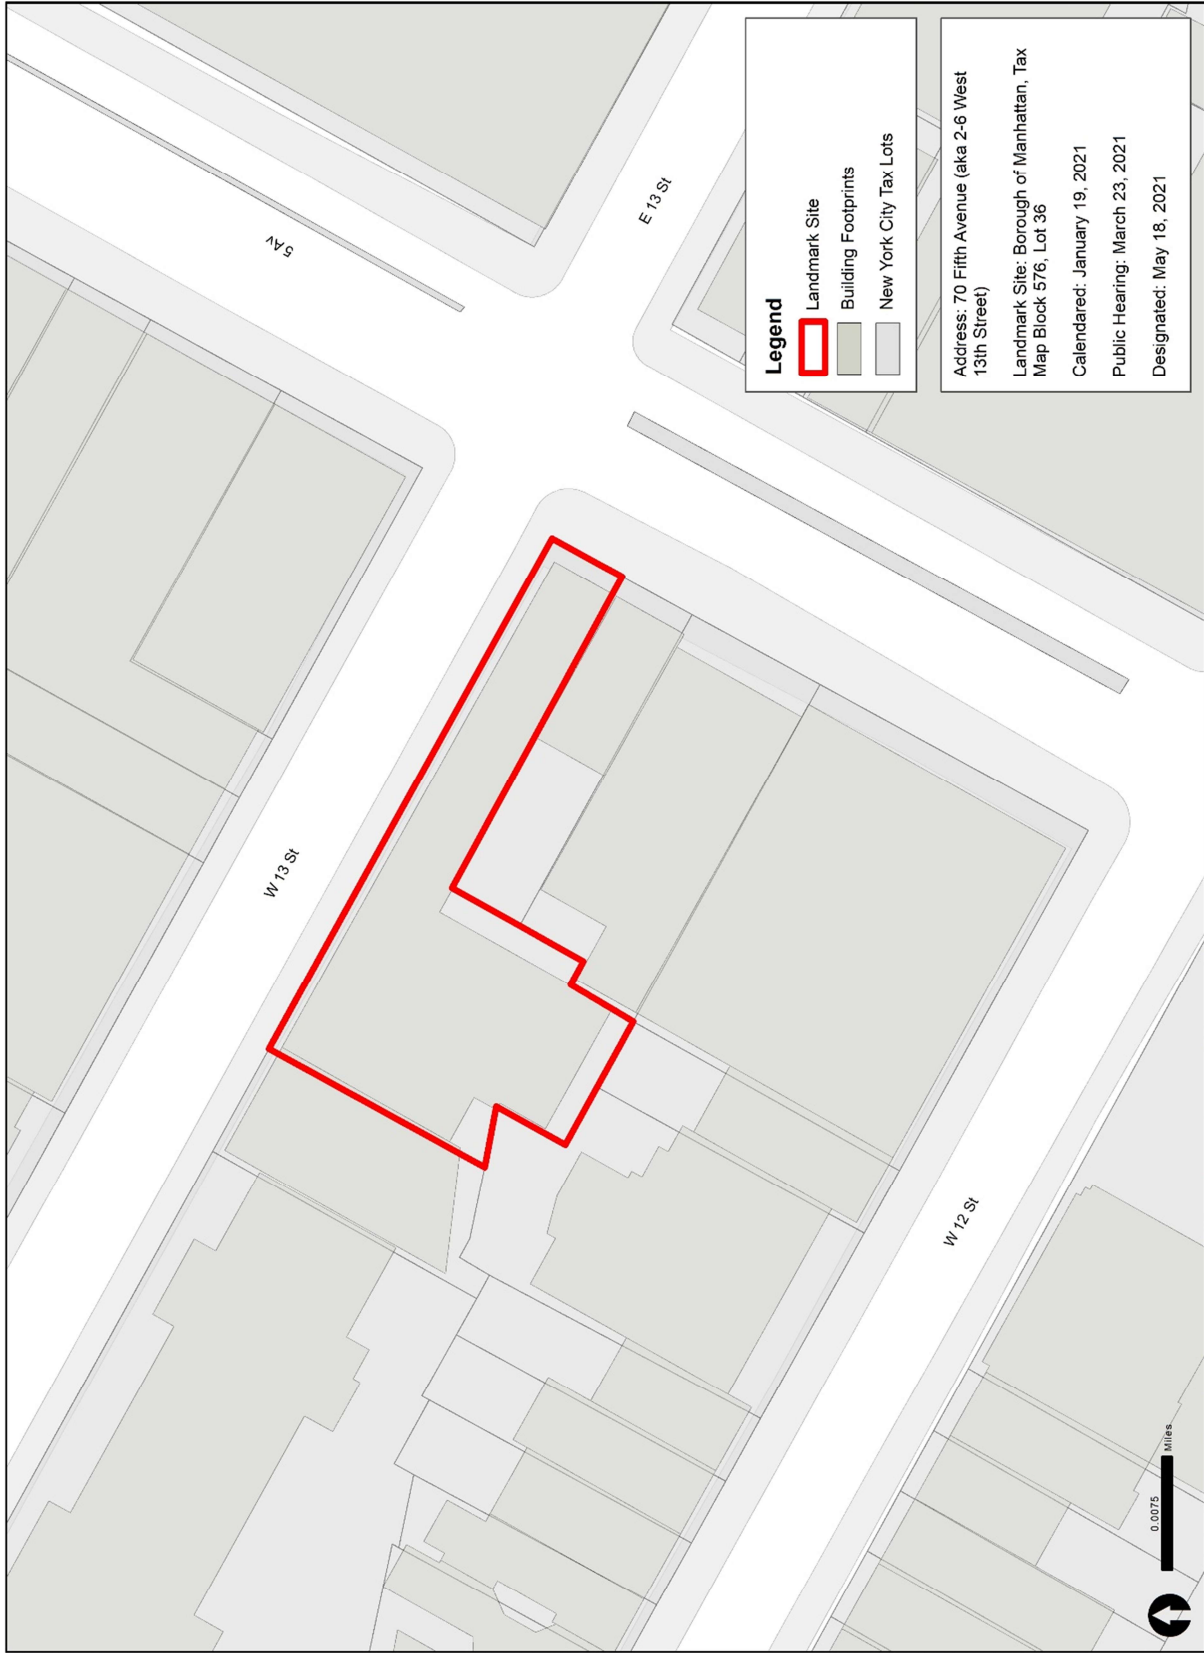 5 Av
E 13 St
W 13 St
W 12 St
Legend
Landmark Site
Building Footprints
New York City Tax Lots
Address: 70 Fifth Avenue (aka 2-6 West
13th Street)
Landmark Site: Borough of Manhattan, Tax
Map Block 576, Lot 36
Calendared: January 19, 2021
Public Hearing: March 23, 2021
Designated: May 18, 2021
0.0075
Miles